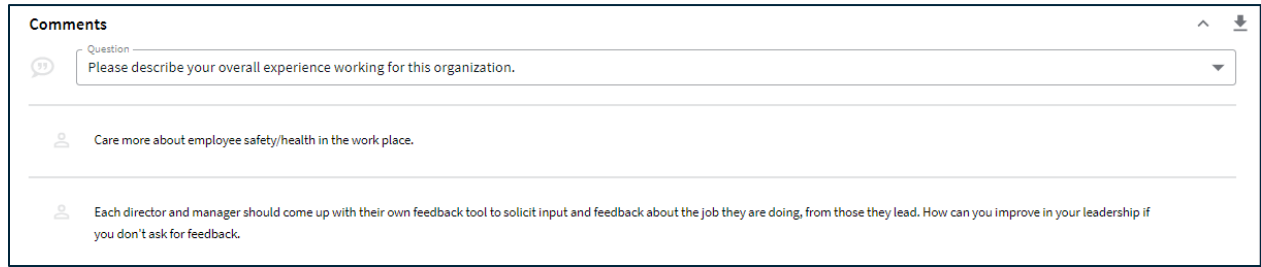 Comments
Question
Please describe your overall experience working for this organization.
Care more about employee safety/health in the work place.
Each director and manager should come up with their own feedback tool to solicit input and feedback about the job they are doing, from those they lead. How can you improve in your leadership if
you don't ask for feedback.